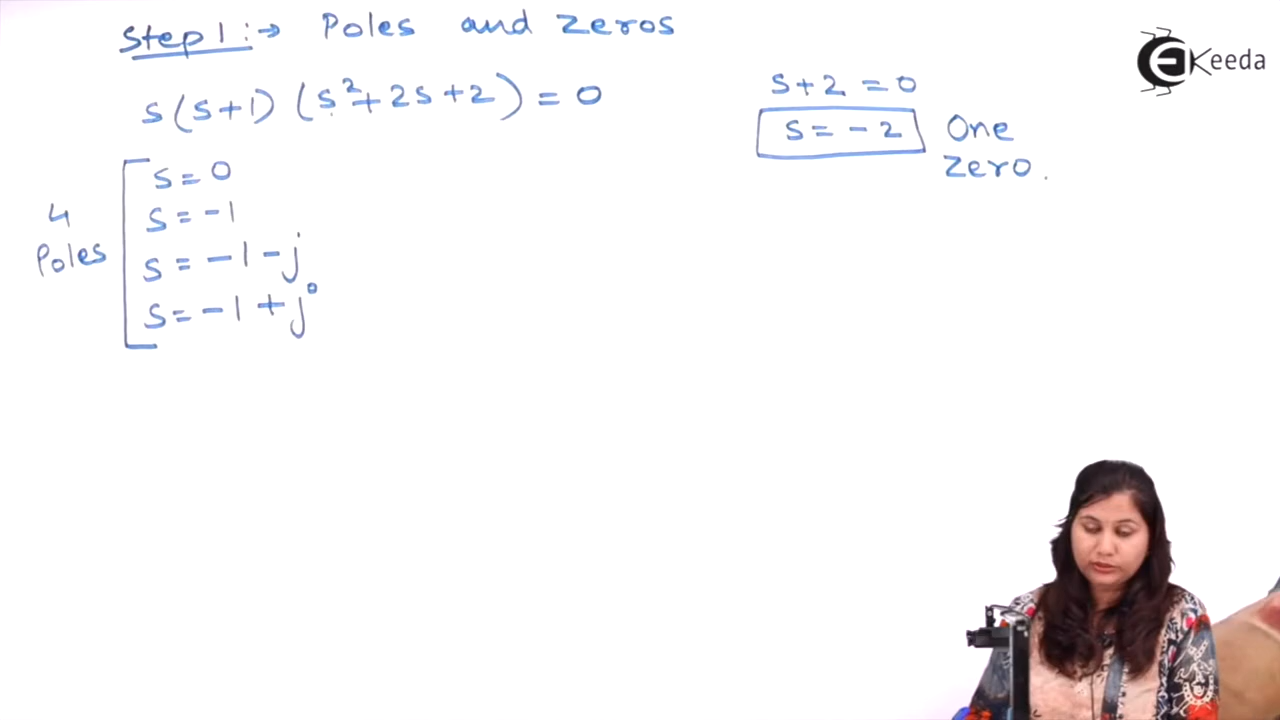 Step 1 :→ Poles and zeros
s(s+1) (s²+2s+2) = 0
s = 0
s = -1
s = -1 - j
s = -1 + j
4
Poles
s+2 = 0
s = -2 One
zero.
EKeeda